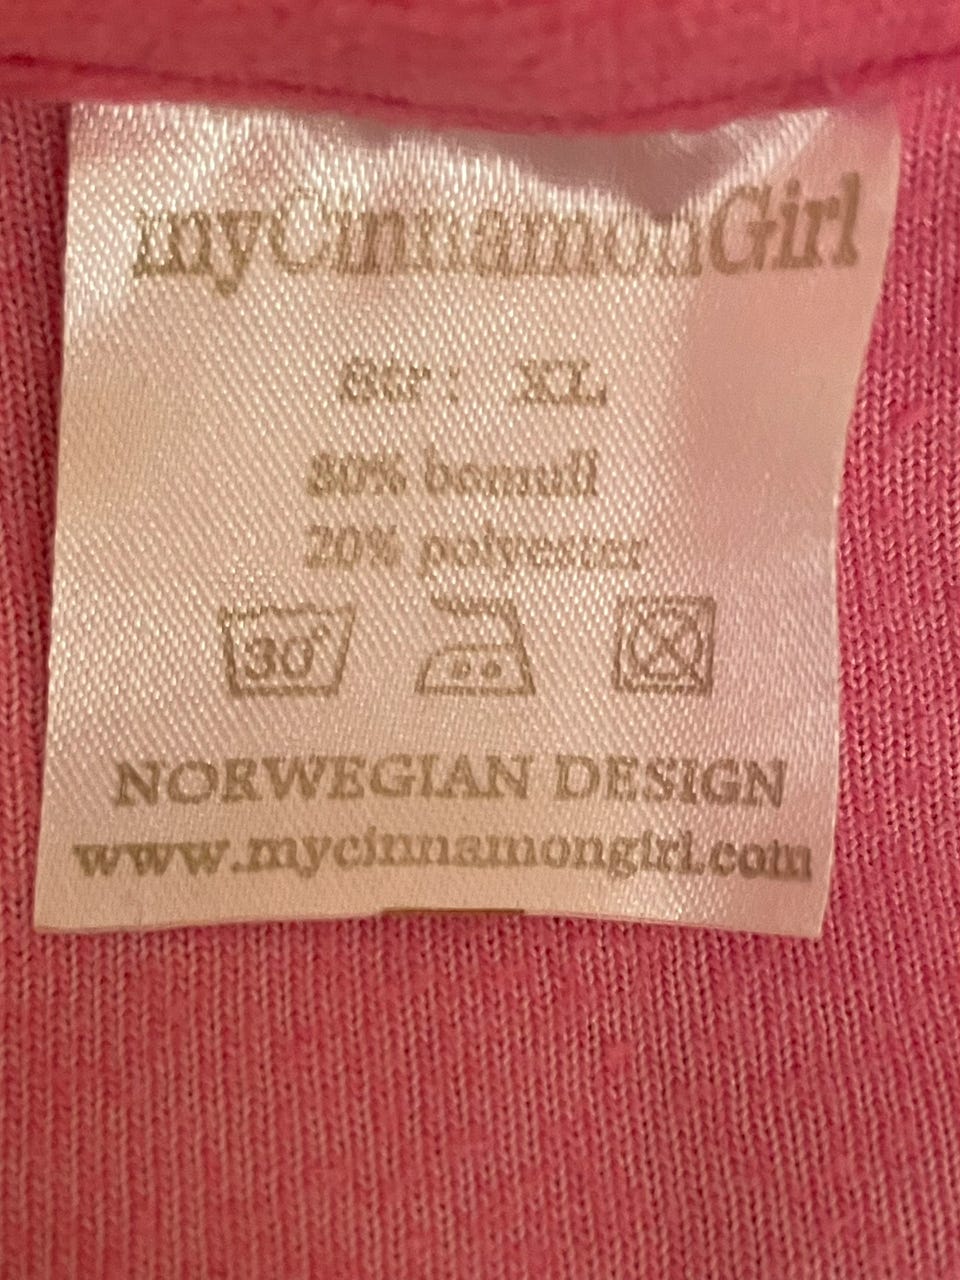 myCinnamonGirl
Str: XL
80% bomull
20% polyester
30°
NORWEGIAN DESIGN
www.mycinnamongirl.com